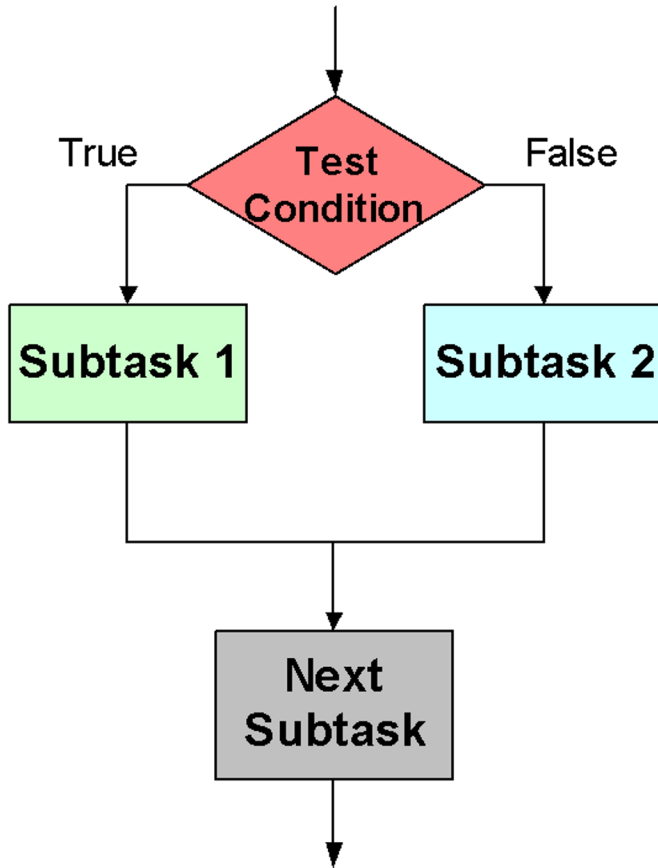 True
False
Test
Condition
Subtask 1
Subtask 2
Next
Subtask